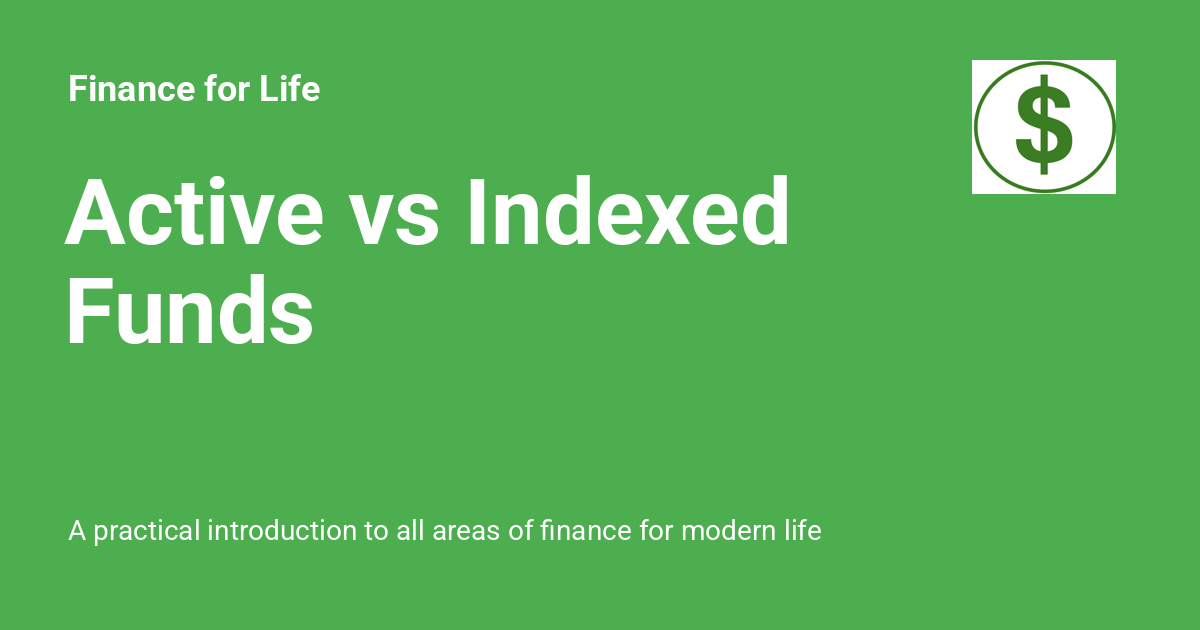 Finance for Life
$
Active vs Indexed
Funds
A practical introduction to all areas of finance for modern life